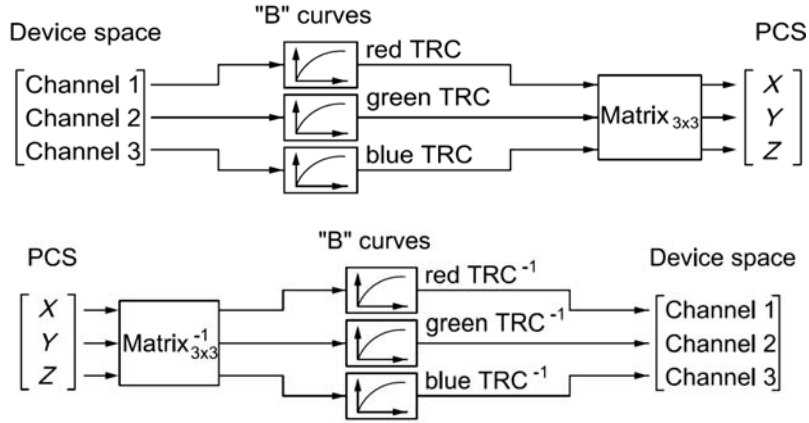 "B" curves
Device space
PCS
red TRC
Channel 1
X
green TRC
Channel 2
Matrix 3x3
Y
blue TRC
Channel 3
Z
"B" curves
PCS
Device space
red TRC⁻¹
X
Channel 1
green TRC⁻¹
Y
Matrix⁻¹ 3x3
Channel 2
blue TRC⁻¹
Z
Channel 3